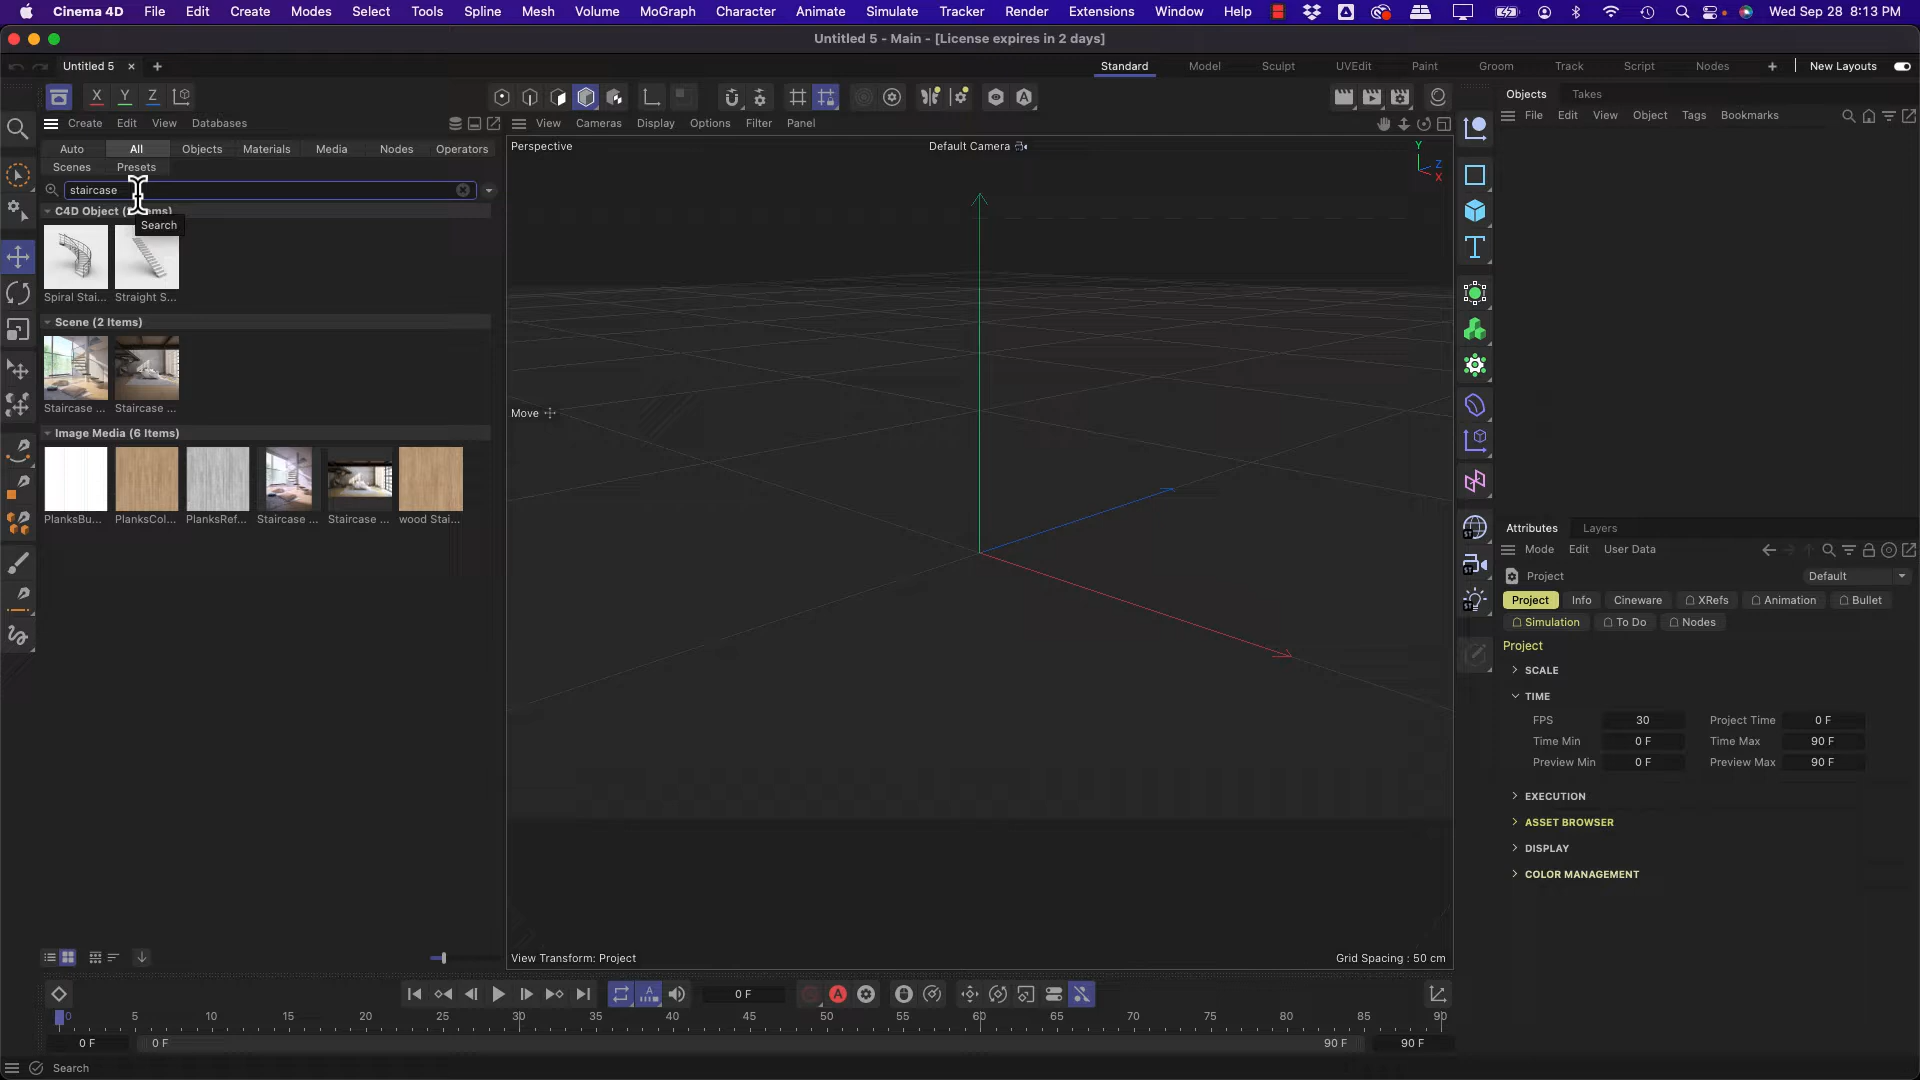 Cinema 4D File Edit Create Modes Select Tools Spline Mesh Volume MoGraph Character Animate Simulate Tracker Render Extensions Window Help Wed Sep 28 8:13 PM
Untitled 5 - Main - [License expires in 2 days]
Untitled 5 Standard Model Sculpt UVEdit Paint Groom Track Script Nodes New Layouts
X Y Z
Objects Takes
Create Edit View Databases
View Cameras Display Options Filter Panel
File Edit View Object Tags Bookmarks
Auto All Objects Materials Media Nodes Operators
Scenes Presets
Perspective Default Camera
Y
Z
X
staircase
C4D Object
Search
Spiral Stai... Straight S...
Scene (2 Items)
Staircase ... Staircase ...
Move
Image Media (6 Items)
PlanksBu... PlanksCol... PlanksRef... Staircase ... Staircase ... wood Stai...
Attributes Layers
Mode Edit User Data
Project Default
Project Info Cineware XRefs Animation Bullet
Simulation To Do Nodes
Project
SCALE
TIME
FPS 30 Project Time 0 F
Time Min 0 F Time Max 90 F
Preview Min 0 F Preview Max 90 F
EXECUTION
ASSET BROWSER
DISPLAY
COLOR MANAGEMENT
View Transform: Project Grid Spacing : 50 cm
0 F
0 5 10 15 20 25 30 35 40 45 50 55 60 65 70 75 80 85 90
0 F 0 F 90 F 90 F
Search